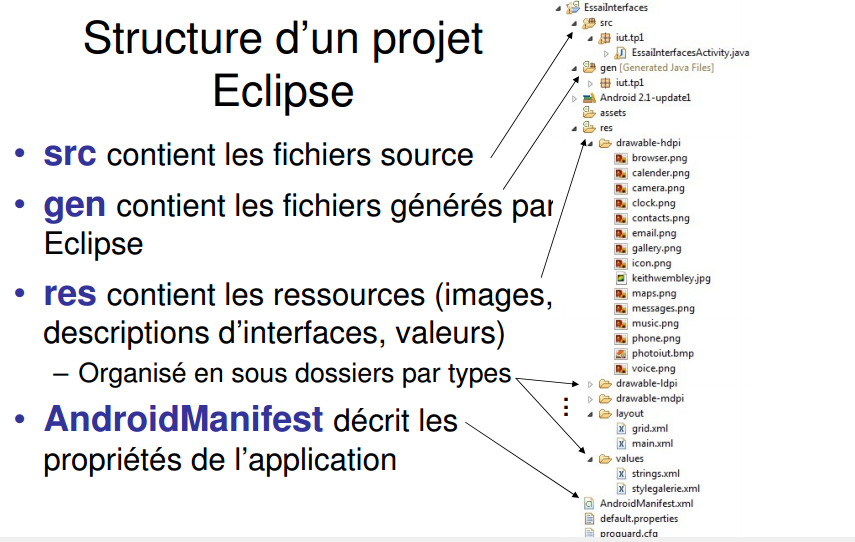 Structure d'un projet
Eclipse
• src contient les fichiers source
• gen contient les fichiers générés par
Eclipse
• res contient les ressources (images,
descriptions d'interfaces, valeurs)
– Organisé en sous dossiers par types
• AndroidManifest décrit les
propriétés de l'application
EssaiInterfaces
src
iut.tp1
EssaiInterfacesActivity.java
gen [Generated Java Files]
iut.tp1
Android 2.1-update1
assets
res
drawable-hdpi
browser.png
calender.png
camera.png
clock.png
contacts.png
email.png
gallery.png
icon.png
keithwembley.jpg
maps.png
messages.png
music.png
phone.png
photoiut.bmp
voice.png
drawable-ldpi
drawable-mdpi
layout
grid.xml
main.xml
values
strings.xml
stylegalerie.xml
AndroidManifest.xml
default.properties
proguard.cfg